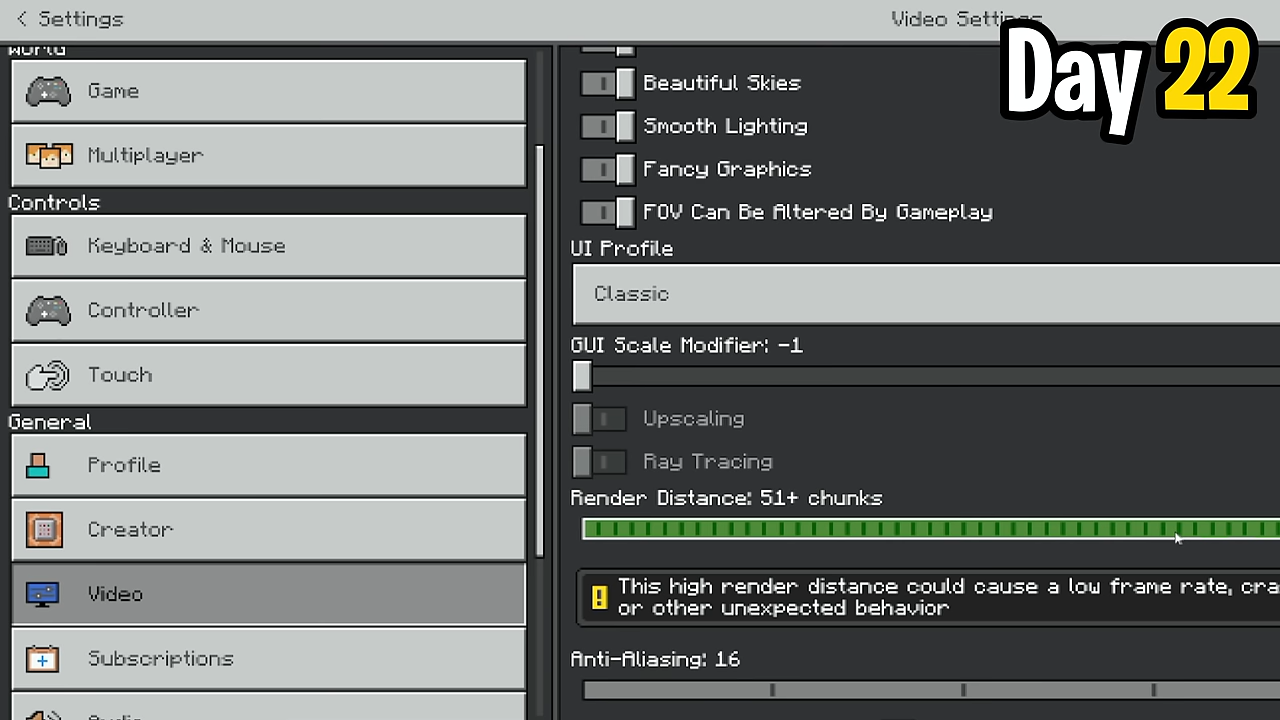 Settings
Video Settings
Day 22
World
Game
Multiplayer
Controls
Keyboard & Mouse
Controller
Touch
General
Profile
Creator
Video
Subscriptions
Audio
Beautiful Skies
Smooth Lighting
Fancy Graphics
FOV Can Be Altered By Gameplay
UI Profile
Classic
GUI Scale Modifier: -1
Upscaling
Ray Tracing
Render Distance: 51+ chunks
This high render distance could cause a low frame rate, cra
or other unexpected behavior
Anti-Aliasing: 16